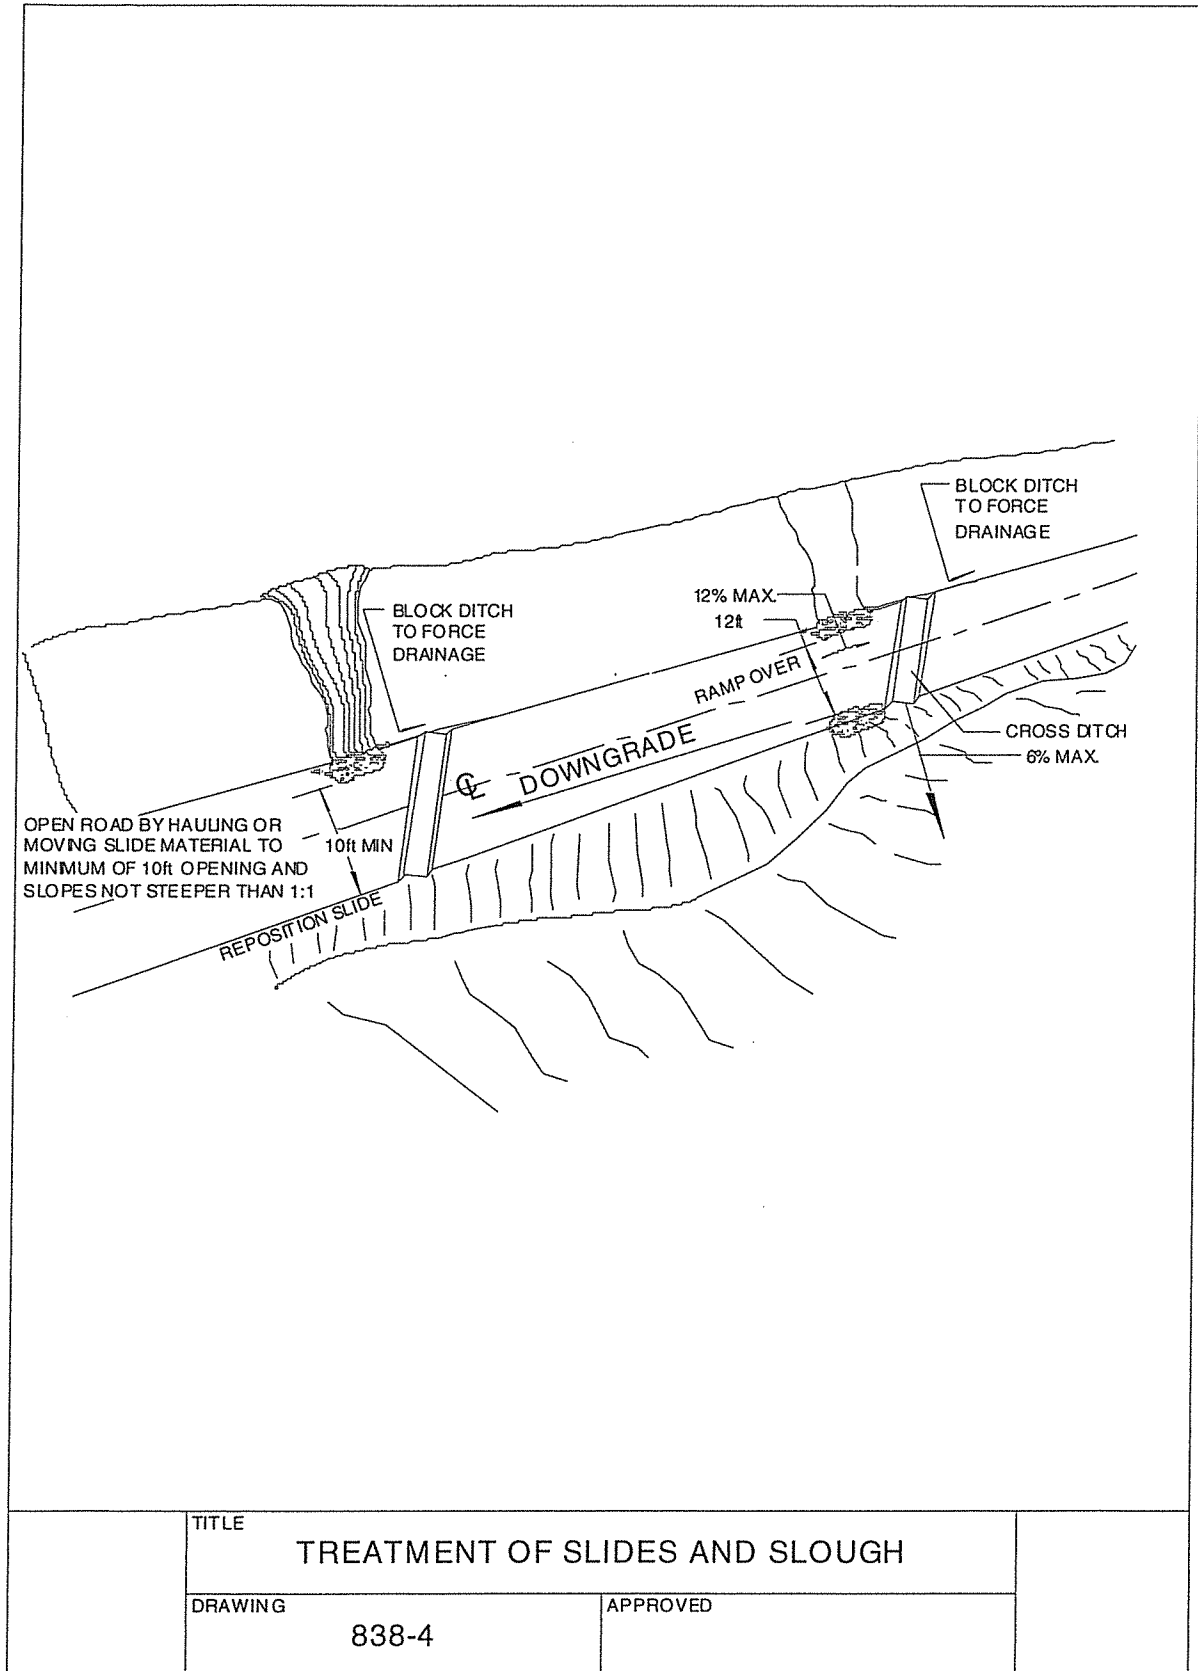 BLOCK DITCH
TO FORCE
DRAINAGE
12% MAX.
12ft
BLOCK DITCH
TO FORCE
DRAINAGE
RAMP OVER
CROSS DITCH
6% MAX.
℄ DOWNGRADE
OPEN ROAD BY HAULING OR
MOVING SLIDE MATERIAL TO
MINIMUM OF 10ft OPENING AND
SLOPES NOT STEEPER THAN 1:1
10ft MIN
REPOSITION SLIDE
TITLE
TREATMENT OF SLIDES AND SLOUGH
DRAWING
838-4
APPROVED